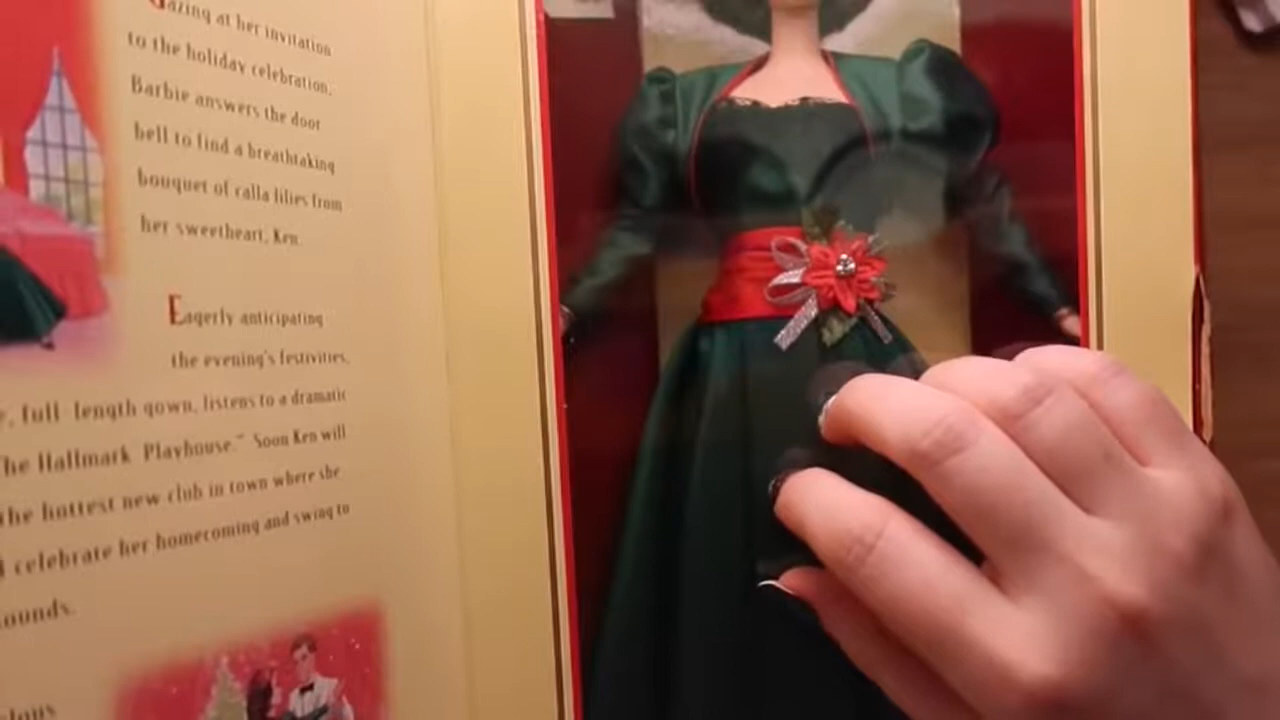 Gazing at her invitation
to the holiday celebration,
Barbie answers the door
bell to find a breathtaking
bouquet of calla lilies from
her sweetheart, Ken.
Eagerly anticipating
the evening's festivities,
full length gown, listens to a dramatic
The Hallmark Playhouse.™ Soon Ken will
the hottest new club in town where she
celebrate her homecoming and swing to